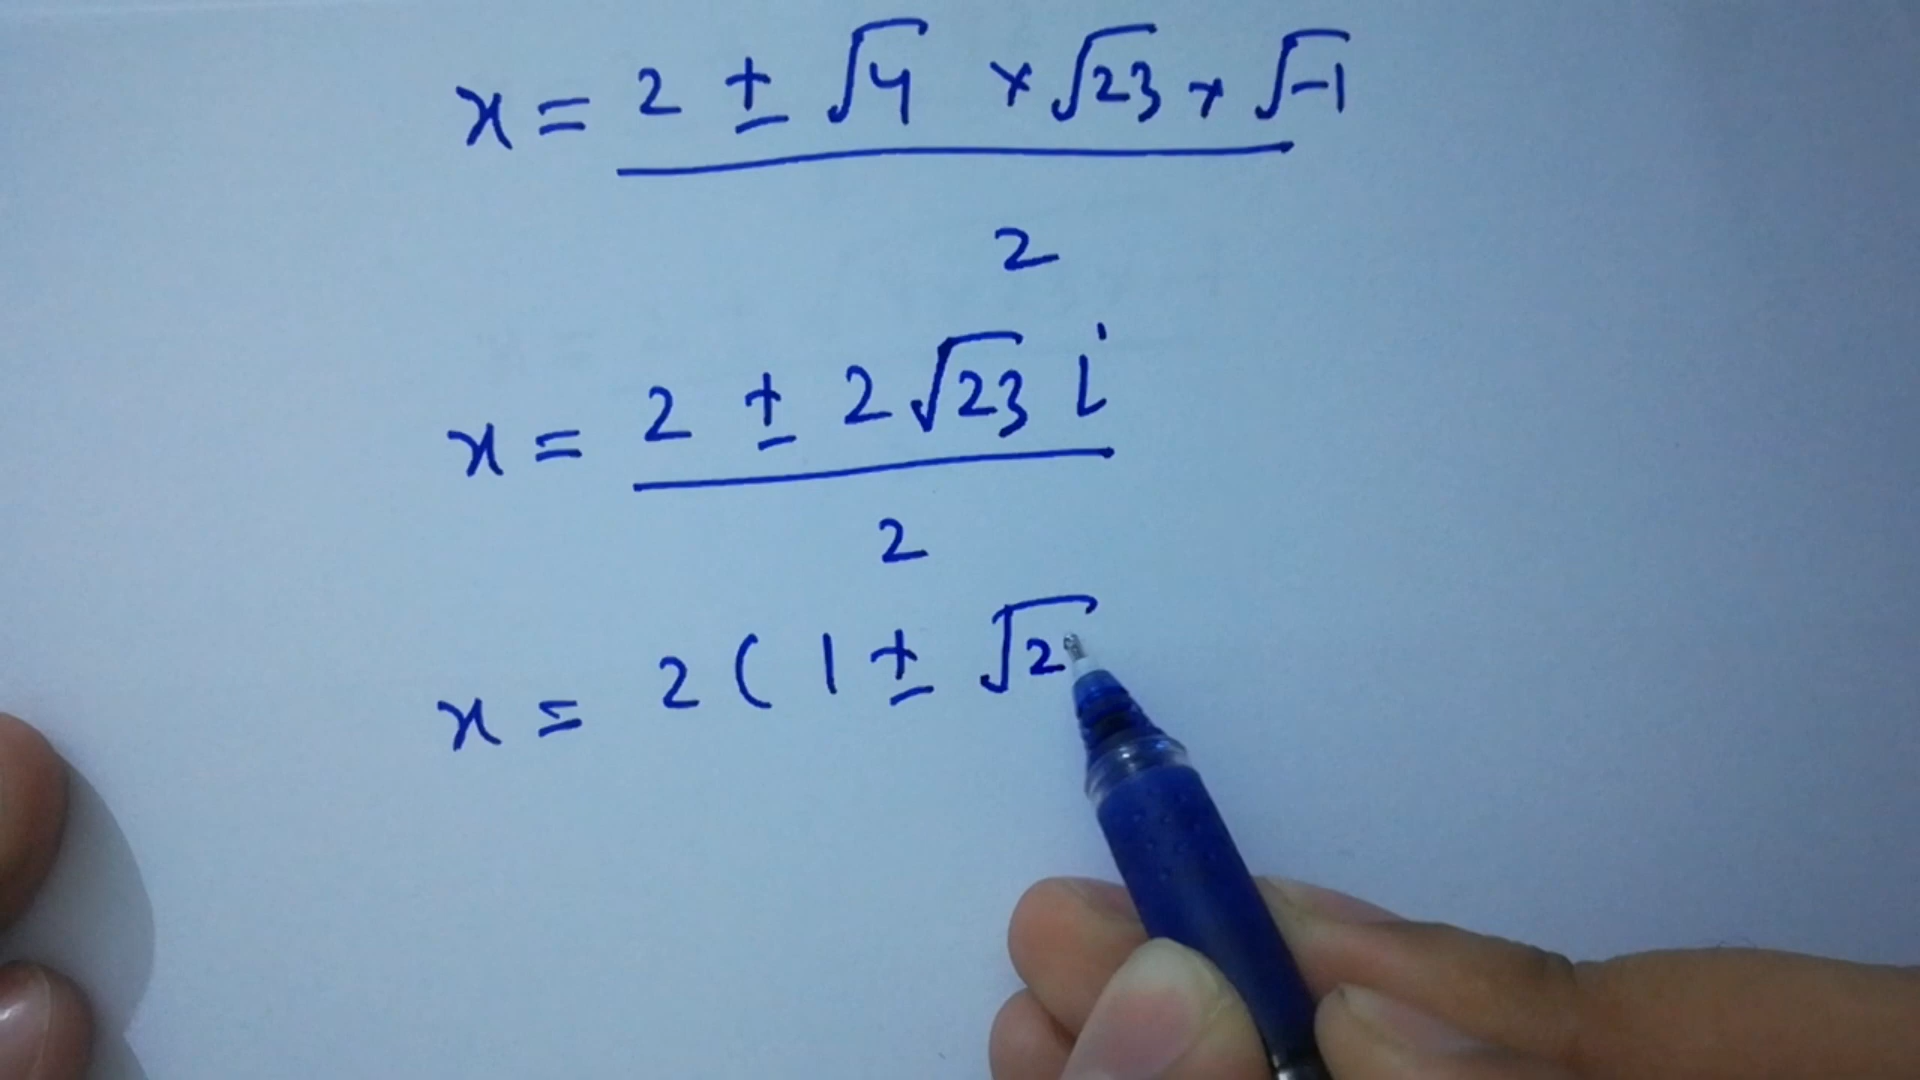 x = 2 ± √4 × √23 × √-1
2
x = 2 ± 2√23 i
2
x = 2 ( 1 ± √2